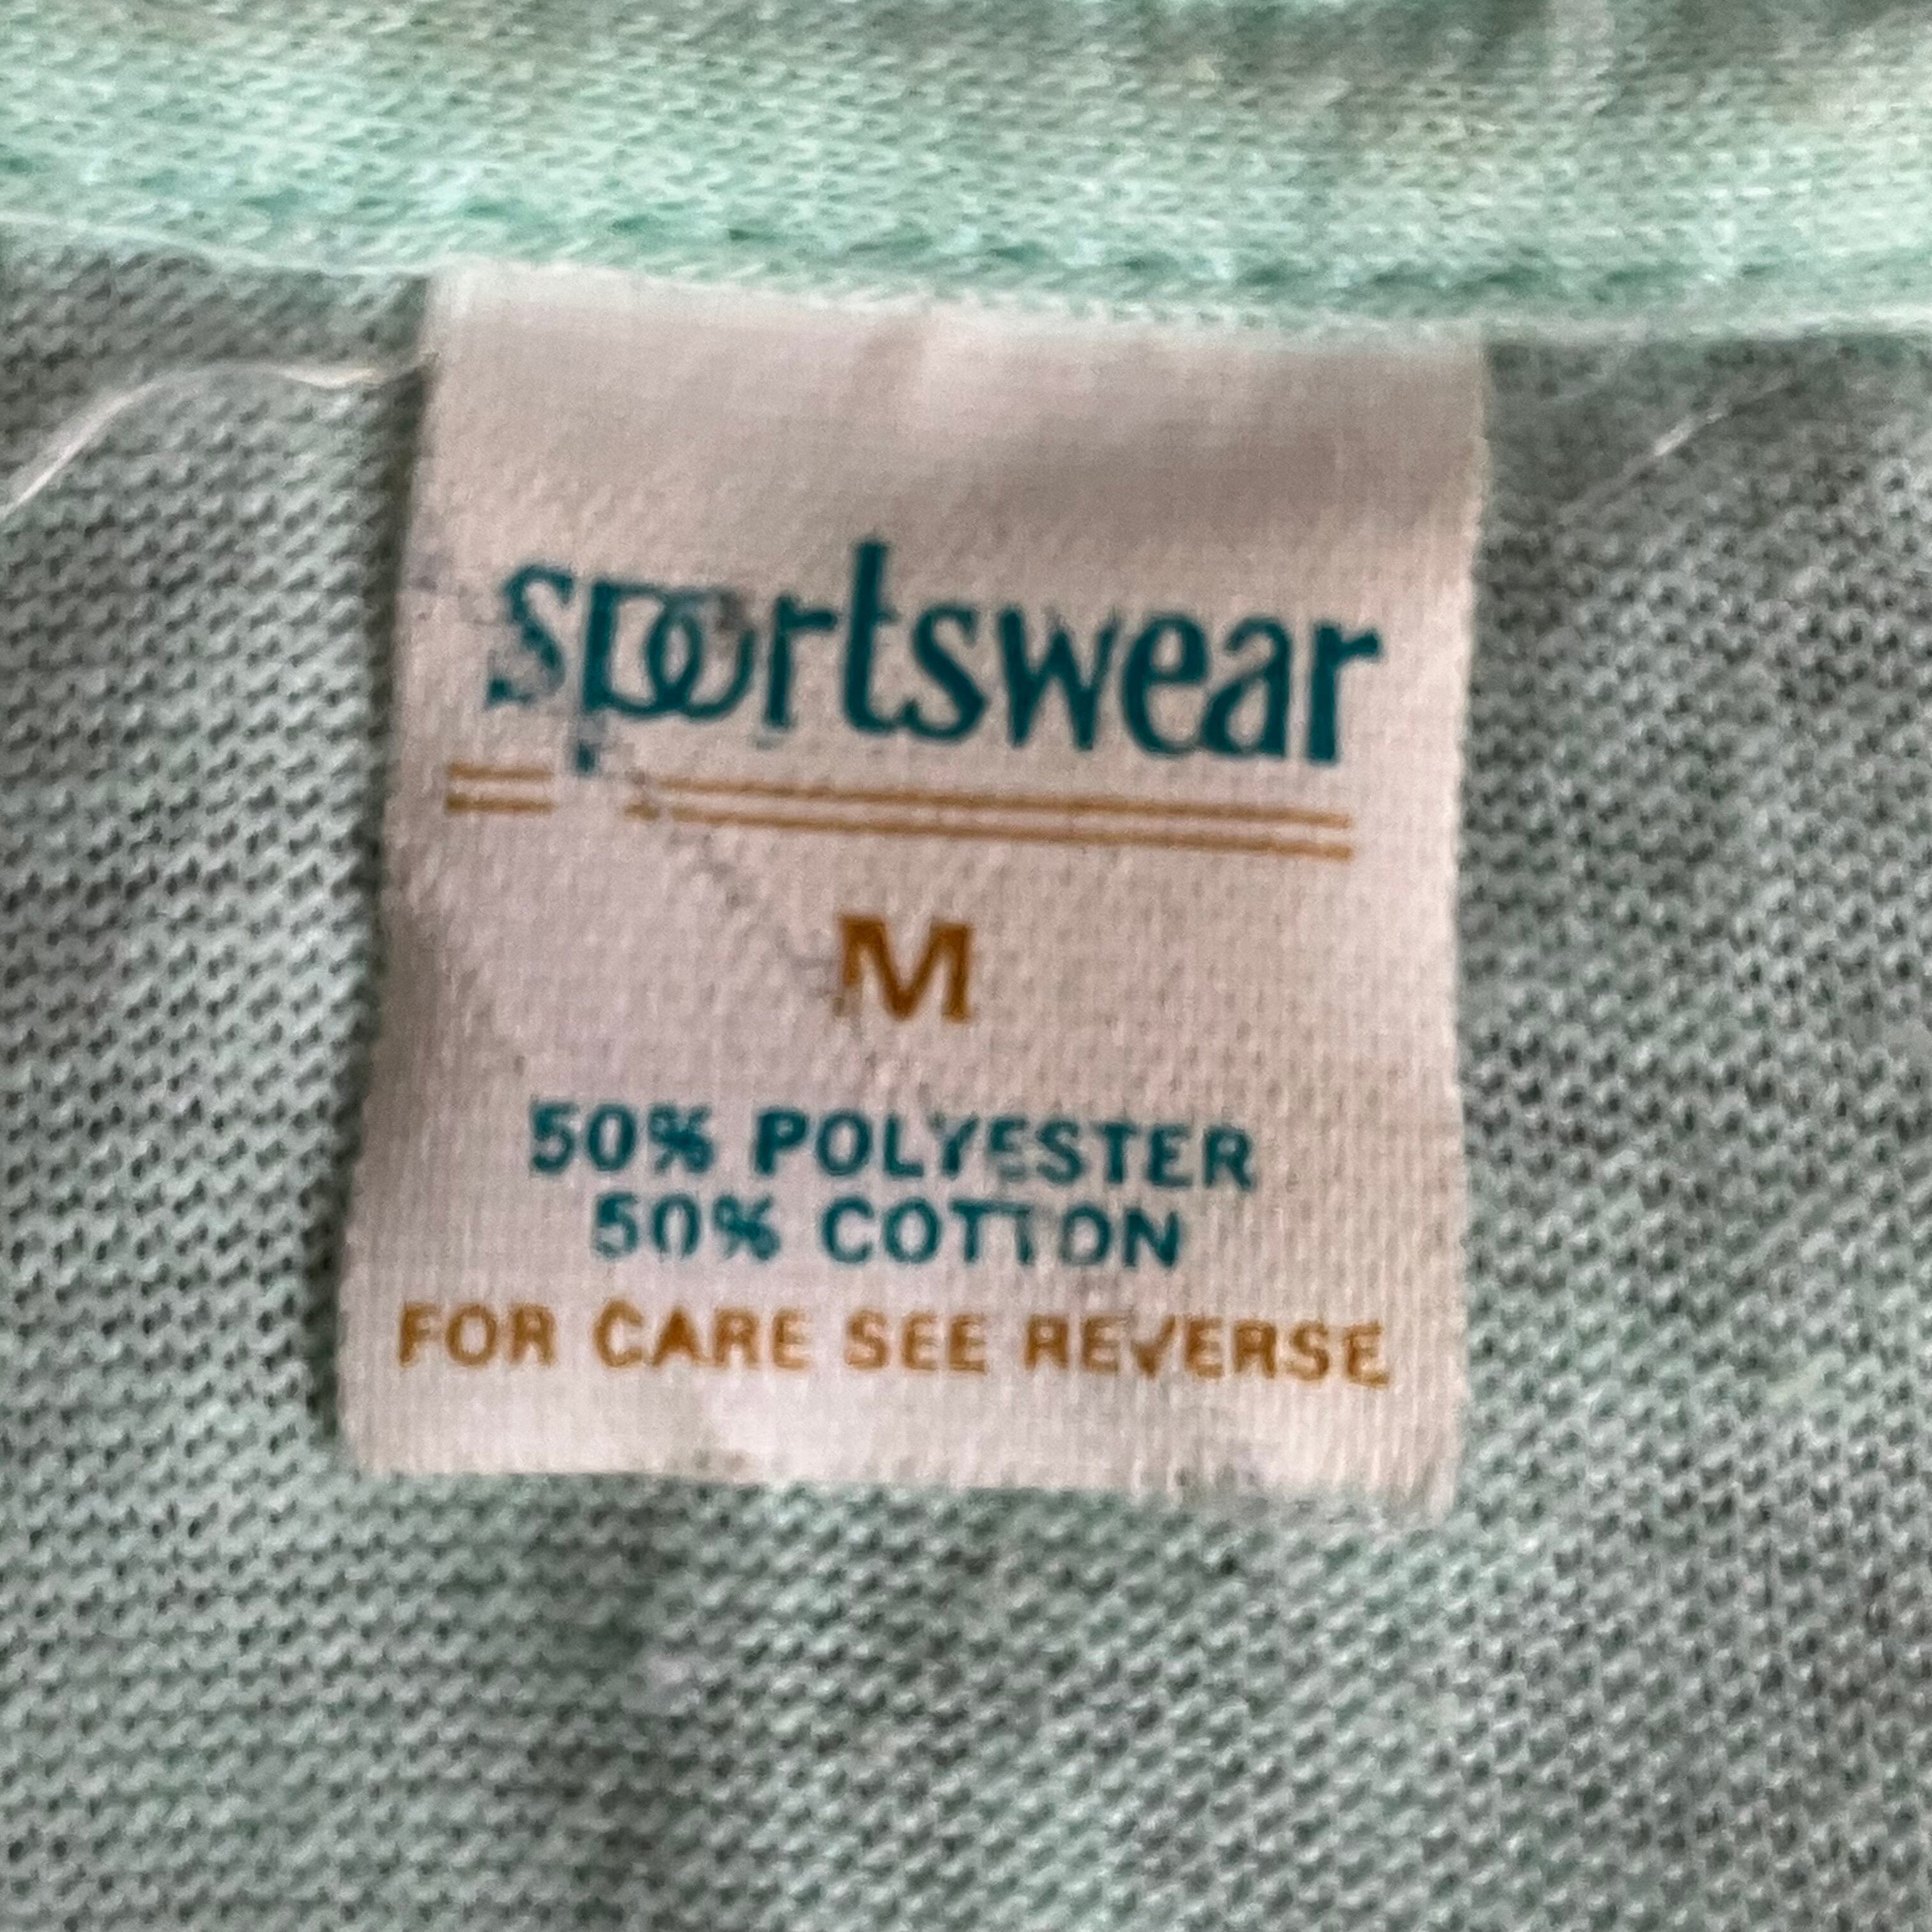 sportswear
M
50% POLYESTER
50% COTTON
FOR CARE SEE REVERSE